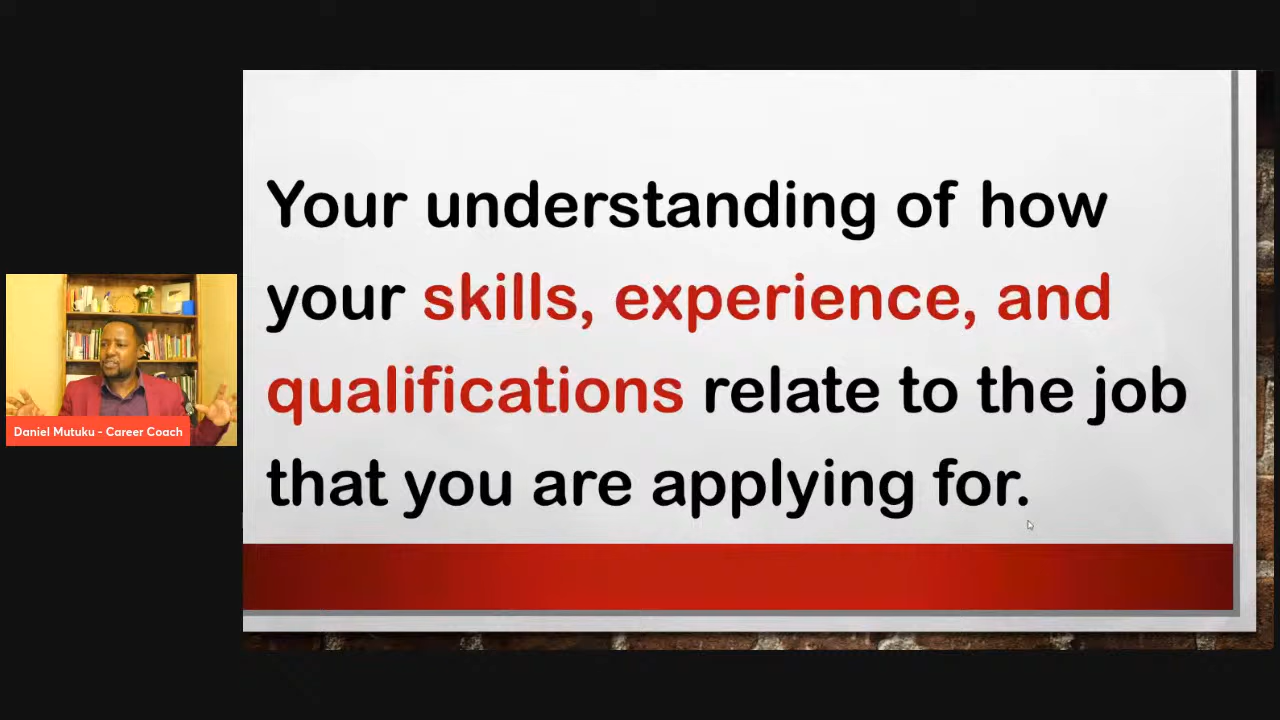 Your understanding of how
your skills, experience, and
qualifications relate to the job
that you are applying for.
Daniel Mutuku - Career Coach